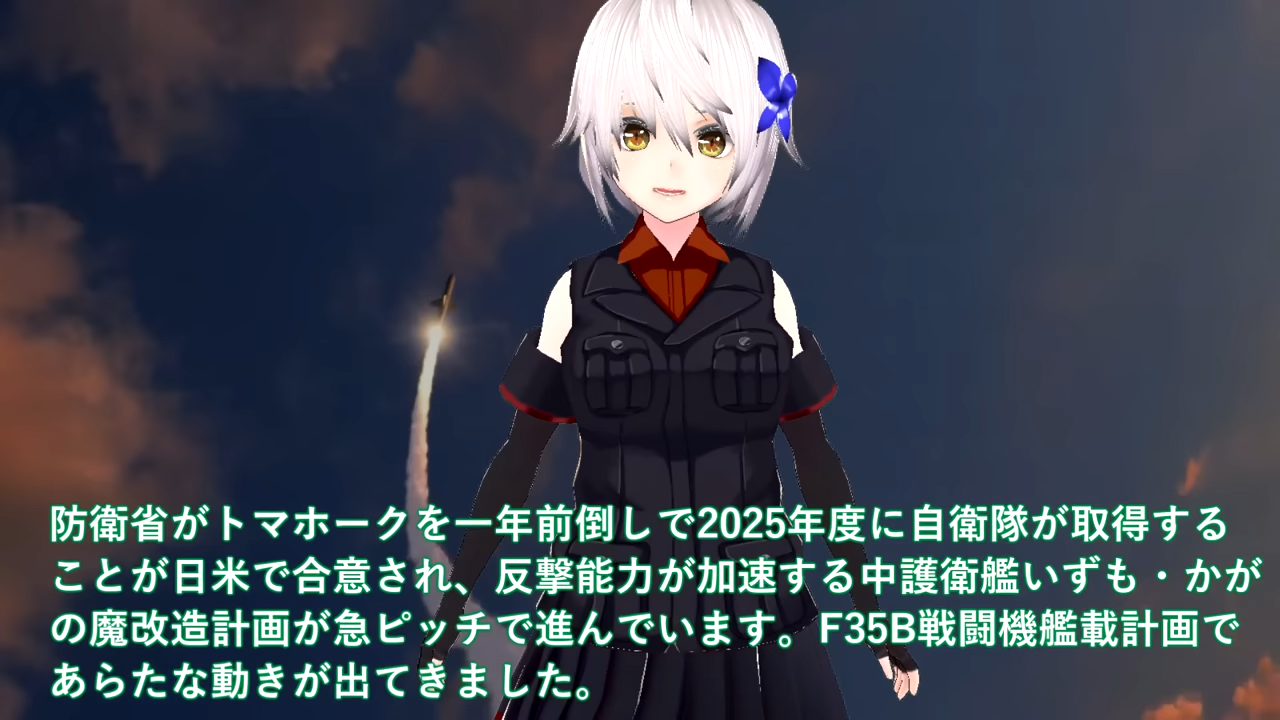 防衛省がトマホークを一年前倒しで2025年度に自衛隊が取得する
ことが日米で合意され、反撃能力が加速する中護衛艦いずも・かが
の魔改造計画が急ピッチで進んでいます。F35B戦闘機艦載計画で
あらたな動きが出てきました。